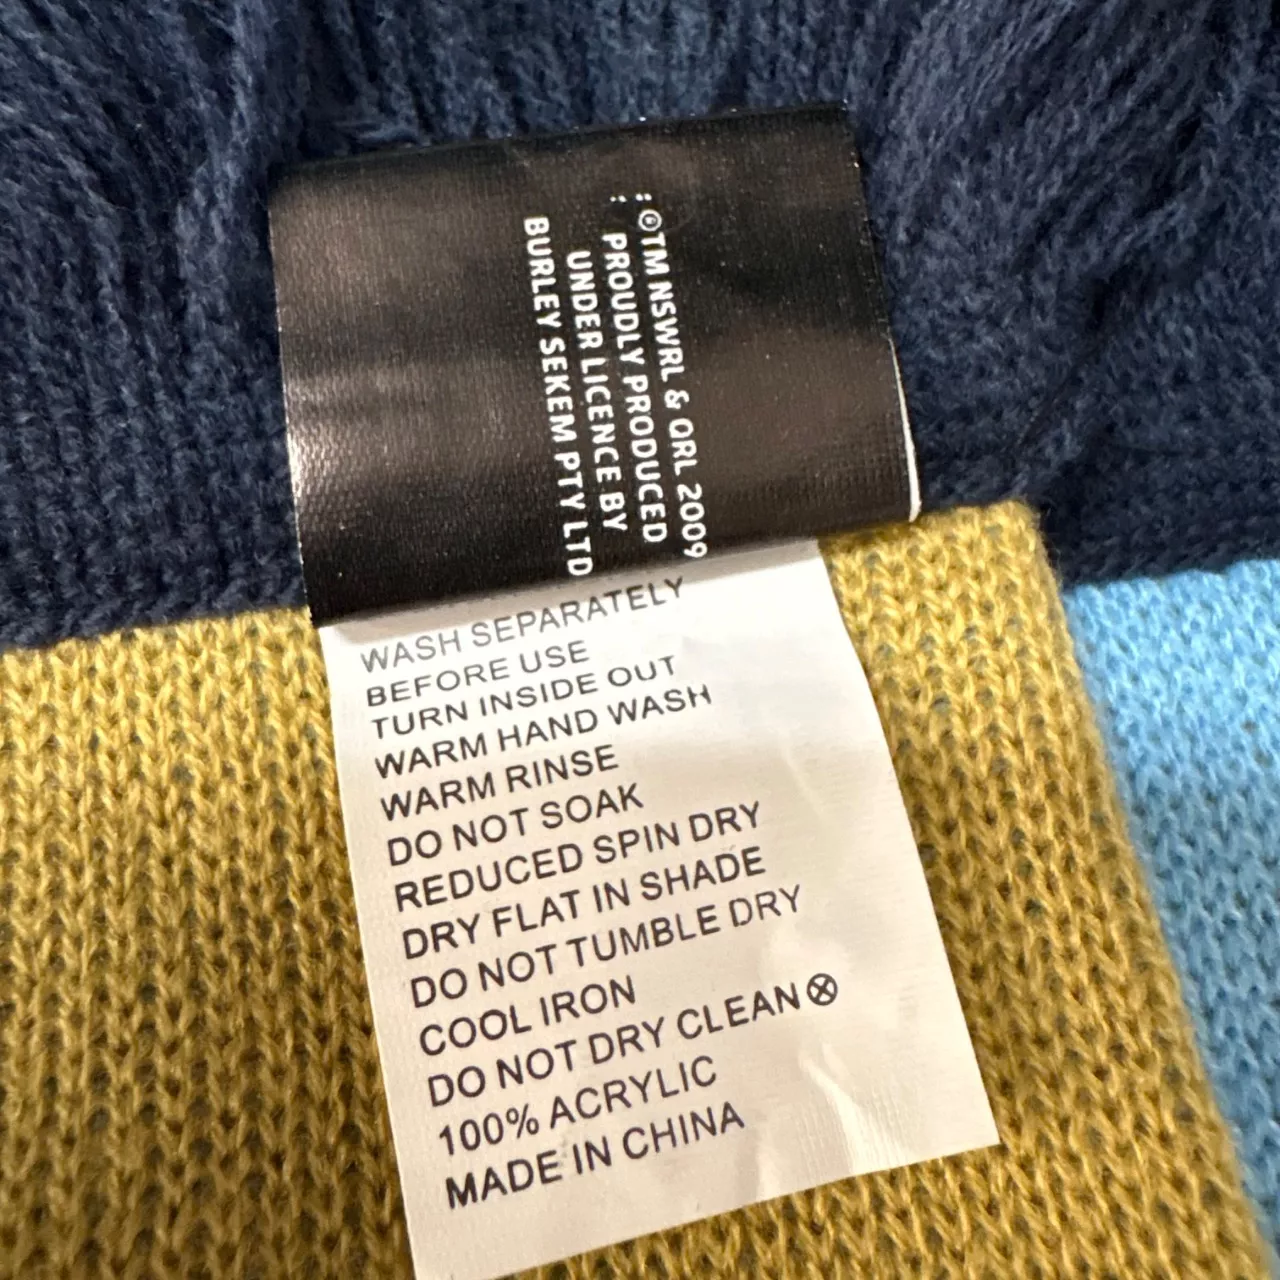 ©TM NSWRL & QRL 2009
PROUDLY PRODUCED
UNDER LICENCE BY
BURLEY SEKEM PTY LTD
WASH SEPARATELY
BEFORE USE
TURN INSIDE OUT
WARM HAND WASH
WARM RINSE
DO NOT SOAK
REDUCED SPIN DRY
DRY FLAT IN SHADE
DO NOT TUMBLE DRY
COOL IRON
DO NOT DRY CLEAN
100% ACRYLIC
MADE IN CHINA